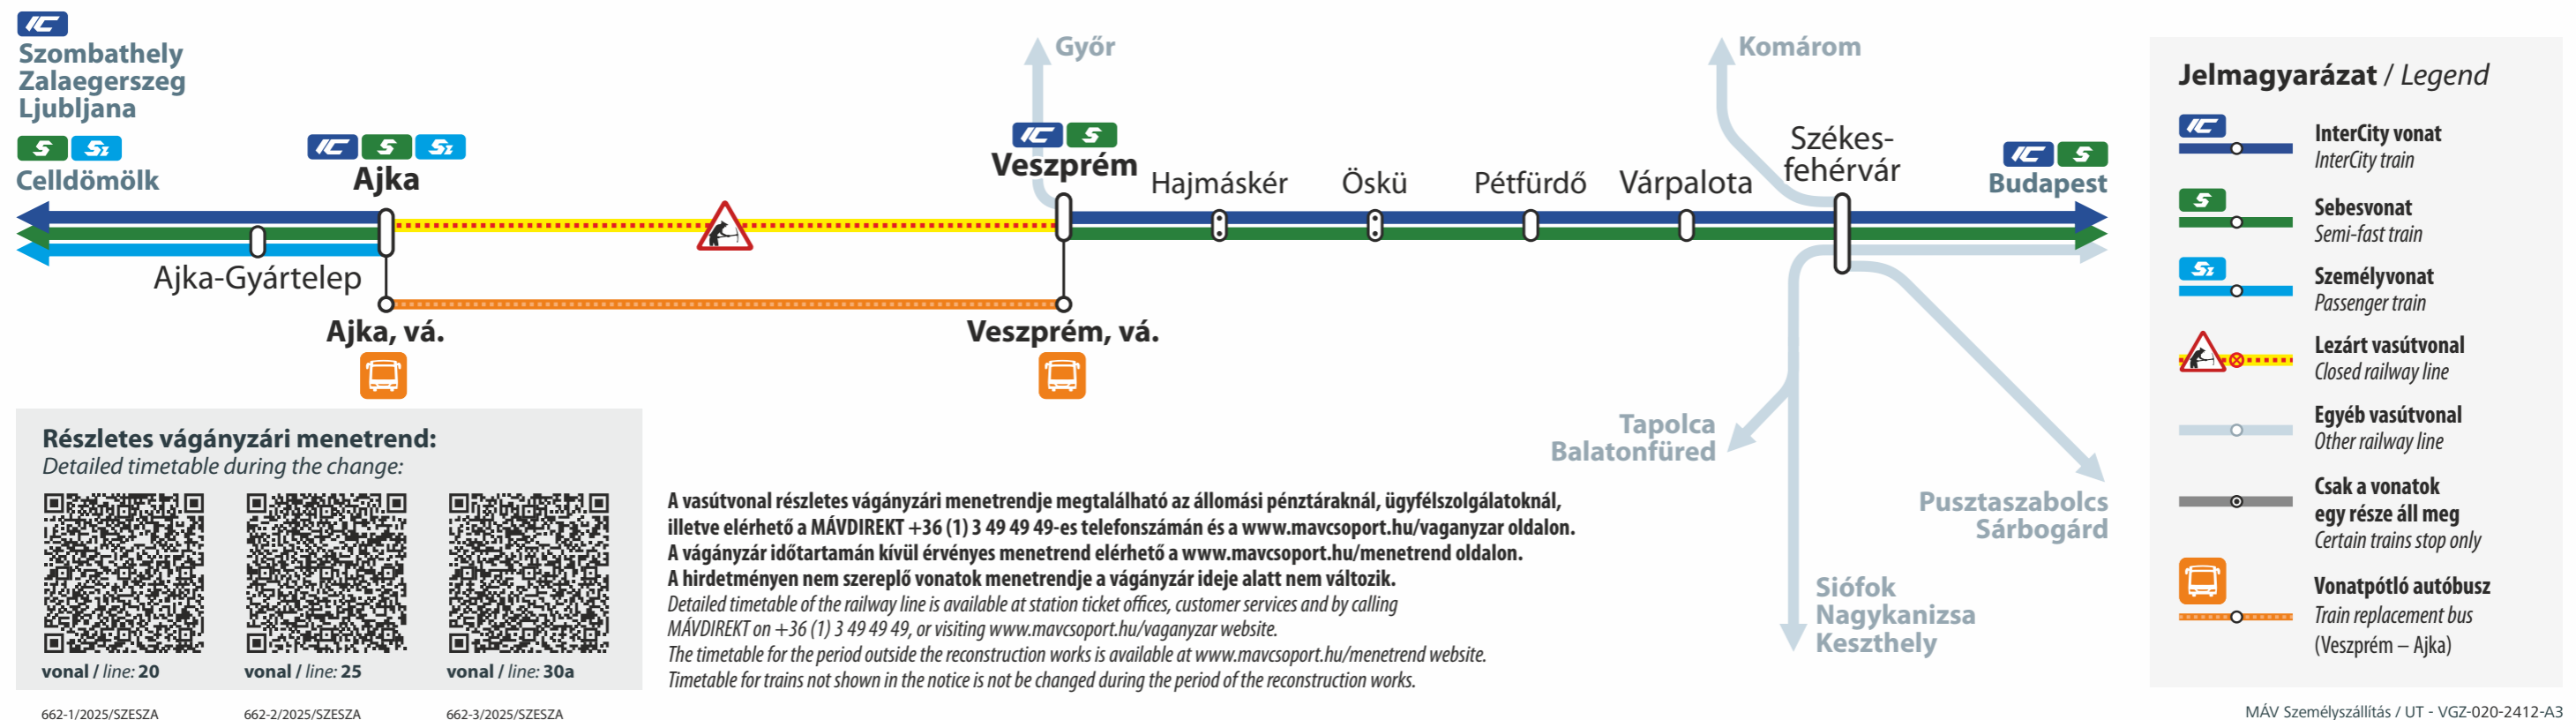 IC
Szombathely
Zalaegerszeg
Ljubljana
S Sz
Celldömölk
IC S Sz
Ajka
Ajka-Gyártelep
Ajka, vá.
Győr
IC S
Veszprém
Veszprém, vá.
Hajmáskér
Öskü
Pétfürdő
Várpalota
Komárom
Székes-
fehérvár
IC S
Budapest
Tapolca
Balatonfüred
Pusztaszabolcs
Sárbogárd
Siófok
Nagykanizsa
Keszthely
Jelmagyarázat / Legend
IC
InterCity vonat
InterCity train
S
Sebesvonat
Semi-fast train
Sz
Személyvonat
Passenger train
Lezárt vasútvonal
Closed railway line
Egyéb vasútvonal
Other railway line
Csak a vonatok
egy része áll meg
Certain trains stop only
Vonatpótló autóbusz
Train replacement bus
(Veszprém – Ajka)
Részletes vágányzári menetrend:
Detailed timetable during the change:
vonal / line: 20
vonal / line: 25
vonal / line: 30a
A vasútvonal részletes vágányzári menetrendje megtalálható az állomási pénztáraknál, ügyfélszolgálatoknál,
illetve elérhető a MÁVDIREKT +36 (1) 3 49 49 49-es telefonszámán és a www.mavcsoport.hu/vaganyzar oldalon.
A vágányzár időtartamán kívül érvényes menetrend elérhető a www.mavcsoport.hu/menetrend oldalon.
A hirdetményen nem szereplő vonatok menetrendje a vágányzár ideje alatt nem változik.
Detailed timetable of the railway line is available at station ticket offices, customer services and by calling
MÁVDIREKT on +36 (1) 3 49 49 49, or visiting www.mavcsoport.hu/vaganyzar website.
The timetable for the period outside the reconstruction works is available at www.mavcsoport.hu/menetrend website.
Timetable for trains not shown in the notice is not be changed during the period of the reconstruction works.
662-1/2025/SZESZA
662-2/2025/SZESZA
662-3/2025/SZESZA
MÁV Személyszállítás / UT - VGZ-020-2412-A3